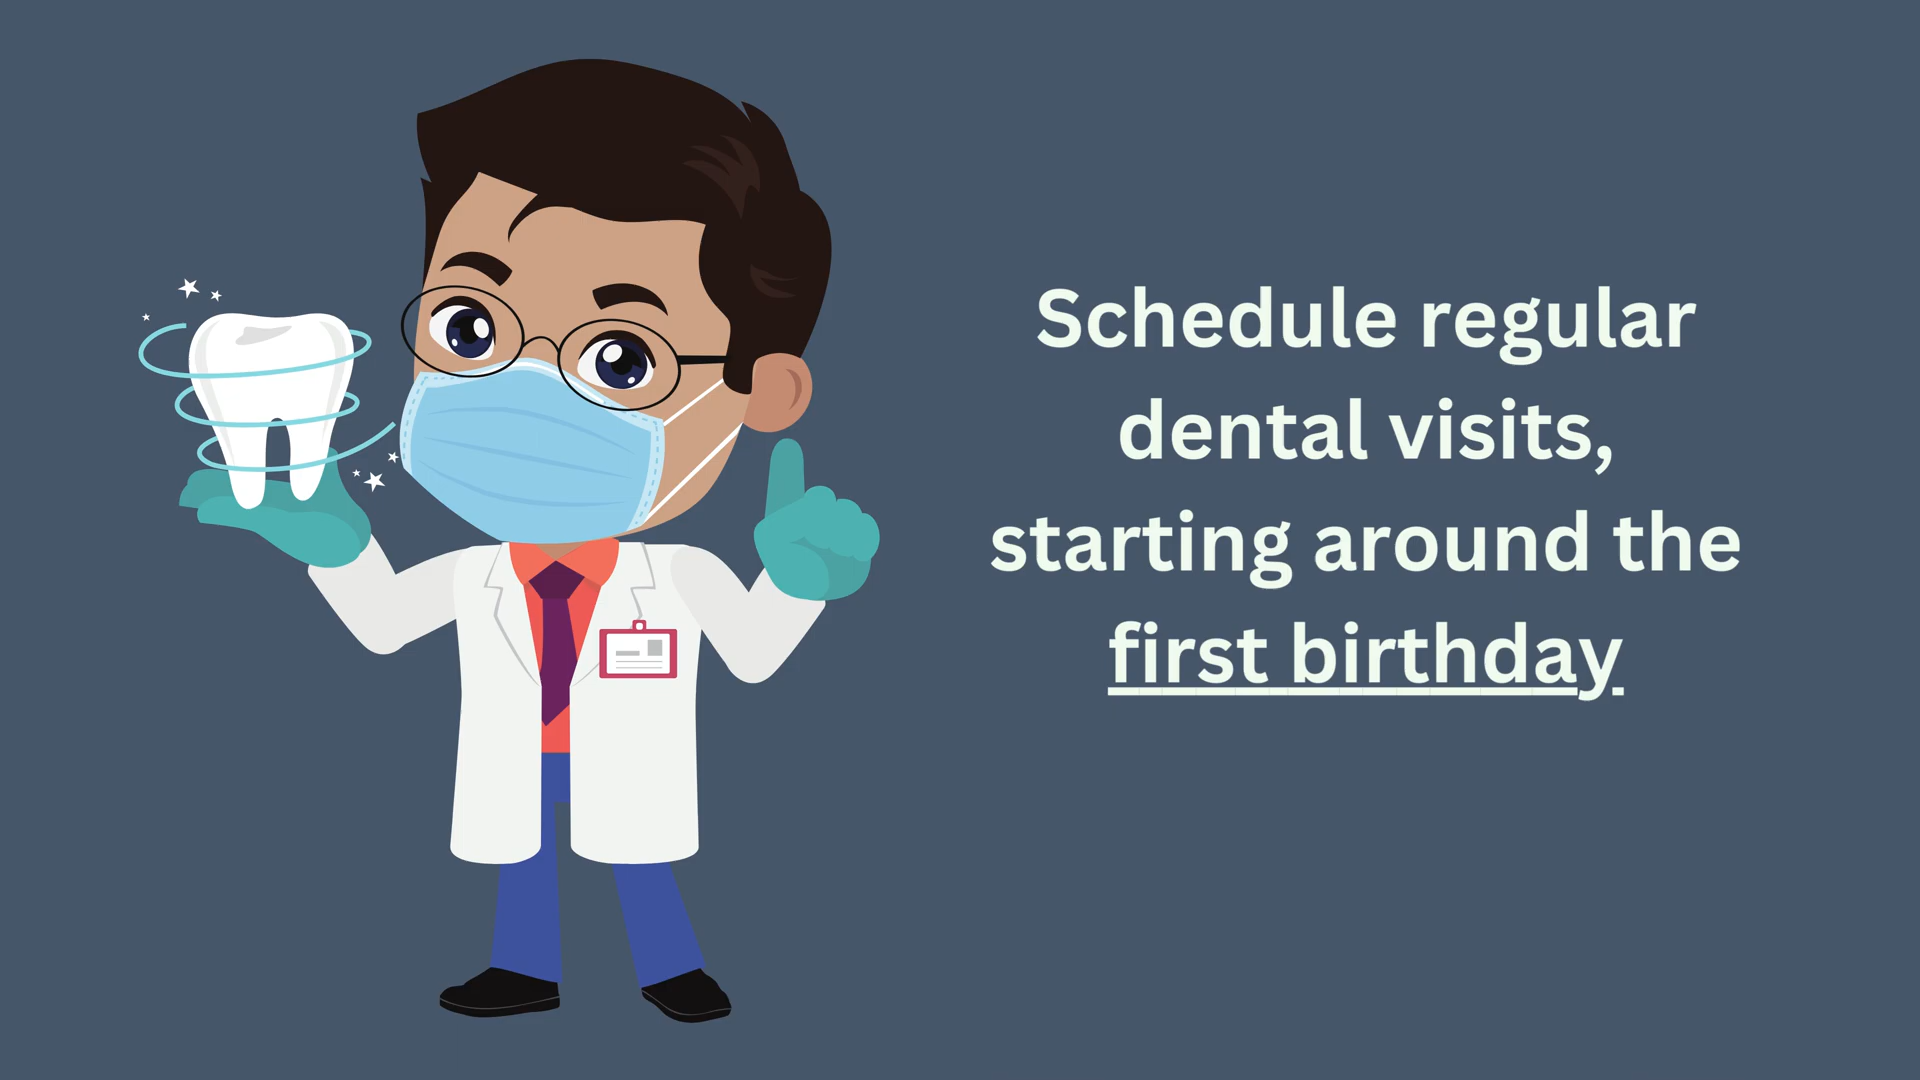 Schedule regular
dental visits,
starting around the
first birthday